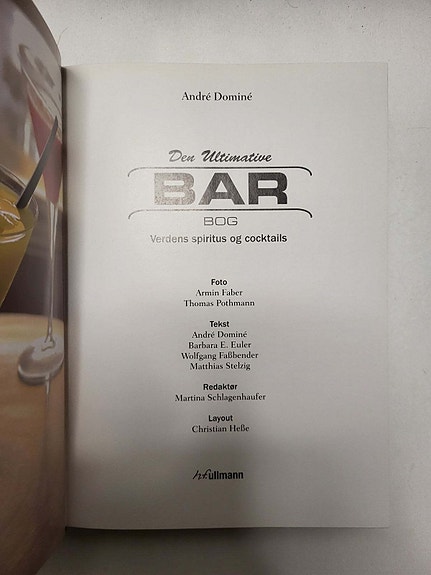 André Dominé
Den Ultimative
BAR
BOG
Verdens spiritus og cocktails
Foto
Armin Faber
Thomas Pothmann
Tekst
André Dominé
Barbara E. Euler
Wolfgang Faßbender
Matthias Stelzig
Redaktør
Martina Schlagenhaufer
Layout
Christian Heße
h.f.ullmann